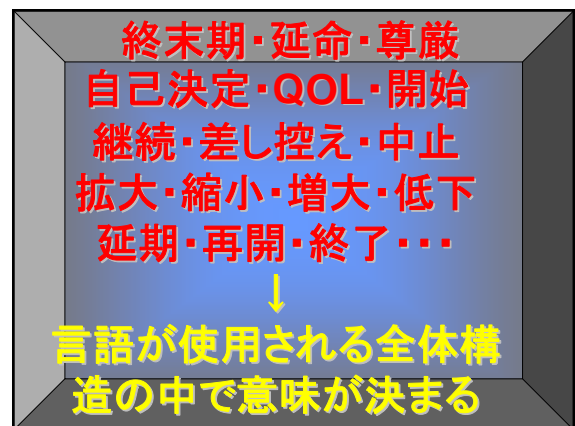 終末期・延命・尊厳
自己決定・QOL・開始
継続・差し控え・中止
拡大・縮小・増大・低下
延期・再開・終了・・・
↓
言語が使用される全体構
造の中で意味が決まる